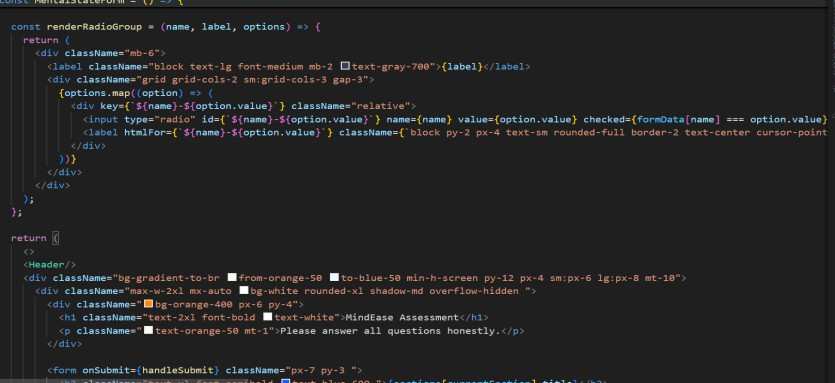 const MentalStateForm = () => {
const renderRadioGroup = (name, label, options) => {
return (
<div className="mb-6">
<label className="block text-lg font-medium mb-2 text-gray-700">{label}</label>
<div className="grid grid-cols-2 sm:grid-cols-3 gap-3">
{options.map((option) => (
<div key={`${name}-${option.value}`} className="relative">
<input type="radio" id={`${name}-${option.value}`} name={name} value={option.value} checked={formData[name] === option.value}
<label htmlFor={`${name}-${option.value}`} className={`block py-2 px-4 text-sm rounded-full border-2 text-center cursor-point
</div>
))}
</div>
</div>
);
};
return (
<>
<Header/>
<div className="bg-gradient-to-br from-orange-50 to-blue-50 min-h-screen py-12 px-4 sm:px-6 lg:px-8 mt-10">
<div className="max-w-2xl mx-auto bg-white rounded-xl shadow-md overflow-hidden ">
<div className="bg-orange-400 px-6 py-4">
<h1 className="text-2xl font-bold text-white">MindEase Assessment</h1>
<p className="text-orange-50 mt-1">Please answer all questions honestly.</p>
</div>
<form onSubmit={handleSubmit} className="px-7 py-3 ">
<h2 className="text-xl font-semibold text-blue-600 ">{sections[currentSection].title}</h2>